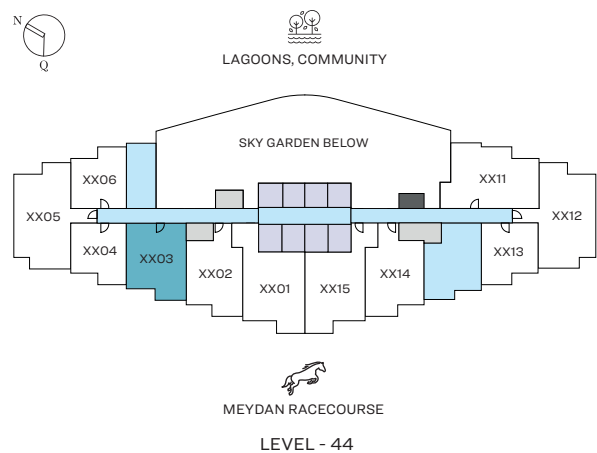 N
Q
LAGOONS, COMMUNITY
SKY GARDEN BELOW
XX06
XX11
XX05
XX12
XX04
XX03
XX02
XX01
XX15
XX14
XX13
MEYDAN RACECOURSE
LEVEL - 44